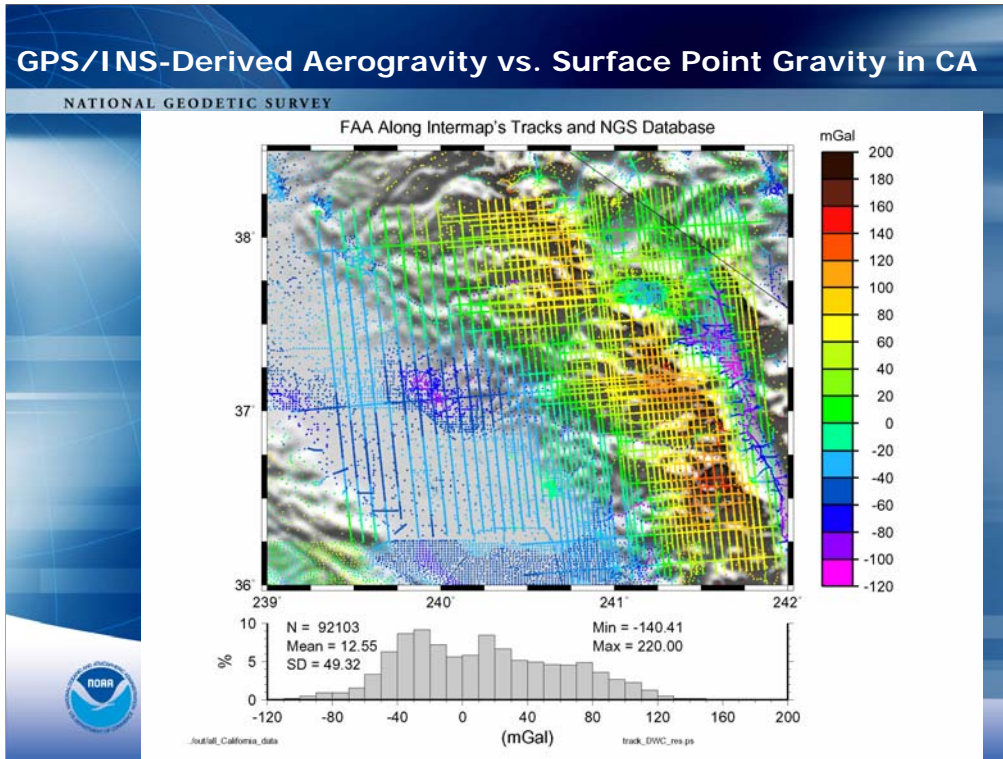 GPS/INS-Derived Aerogravity vs. Surface Point Gravity in CA
NATIONAL GEODETIC SURVEY
FAA Along Intermap's Tracks and NGS Database
mGal
200
180
160
140
120
100
80
60
40
20
0
-20
-40
-60
-80
-100
-120
38°
37°
36°
239°
240°
241°
242°
N = 92103
Mean = 12.55
SD = 49.32
Min = -140.41
Max = 220.00
10
5
0
%
-120
-80
-40
0
40
80
120
160
200
(mGal)
../out/all_California_data
track_DWC_res.ps
NOAA